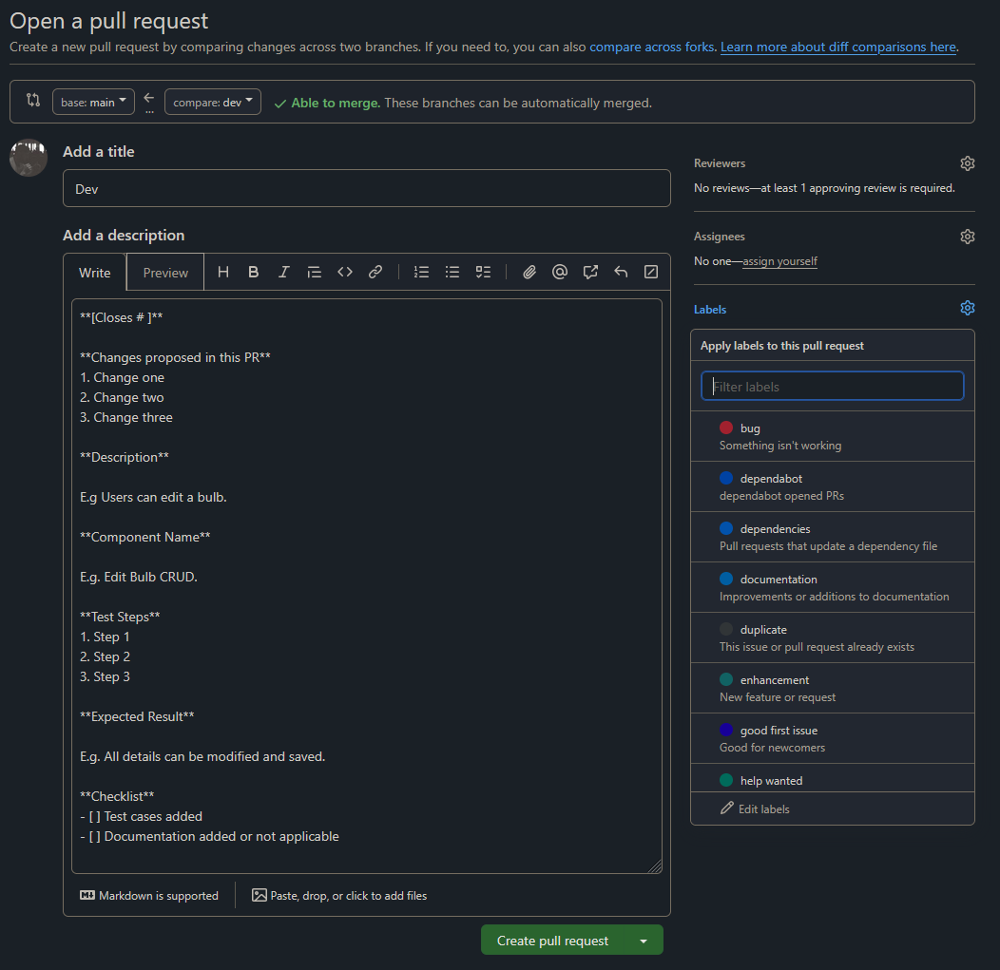 Open a pull request
Create a new pull request by comparing changes across two branches. If you need to, you can also compare across forks. Learn more about diff comparisons here.
base: main
...
compare: dev
Able to merge. These branches can be automatically merged.
Add a title
Dev
Add a description
Write
Preview
**[Closes # ]**
**Changes proposed in this PR**
1. Change one
2. Change two
3. Change three
**Description**
E.g Users can edit a bulb.
**Component Name**
E.g. Edit Bulb CRUD.
**Test Steps**
1. Step 1
2. Step 2
3. Step 3
**Expected Result**
E.g. All details can be modified and saved.
**Checklist**
- [ ] Test cases added
- [ ] Documentation added or not applicable
Markdown is supported
Paste, drop, or click to add files
Create pull request
Reviewers
No reviews—at least 1 approving review is required.
Assignees
No one—assign yourself
Labels
Apply labels to this pull request
Filter labels
bug
Something isn't working
dependabot
dependabot opened PRs
dependencies
Pull requests that update a dependency file
documentation
Improvements or additions to documentation
duplicate
This issue or pull request already exists
enhancement
New feature or request
good first issue
Good for newcomers
help wanted
Edit labels